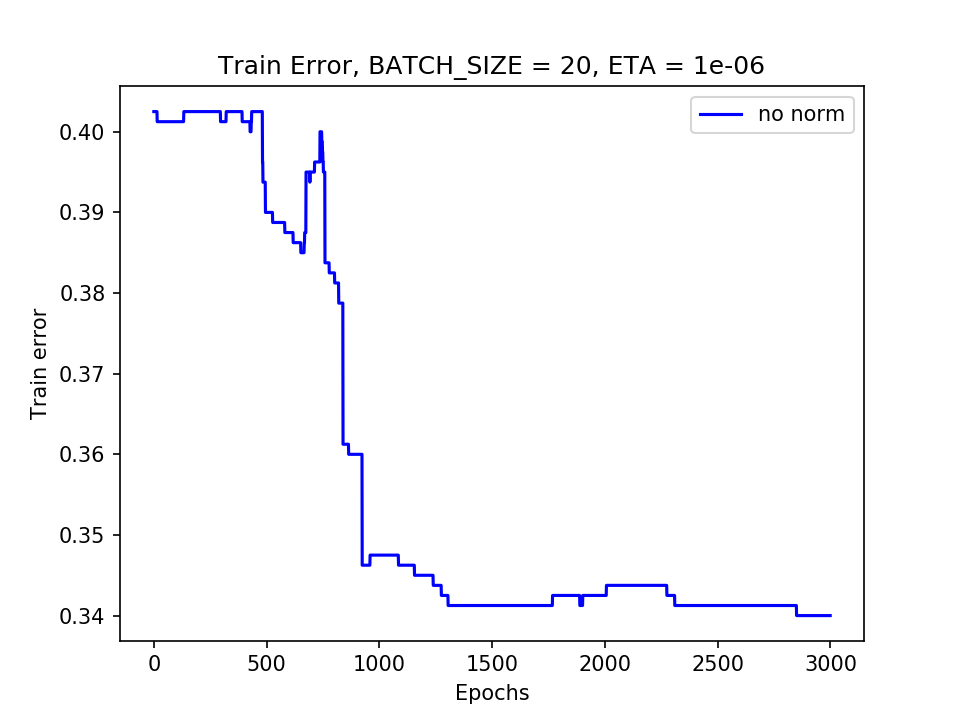 Train Error, BATCH_SIZE = 20, ETA = 1e-06
no norm
0.40
0.39
0.38
0.37
0.36
0.35
0.34
Train error
0 500 1000 1500 2000 2500 3000
Epochs